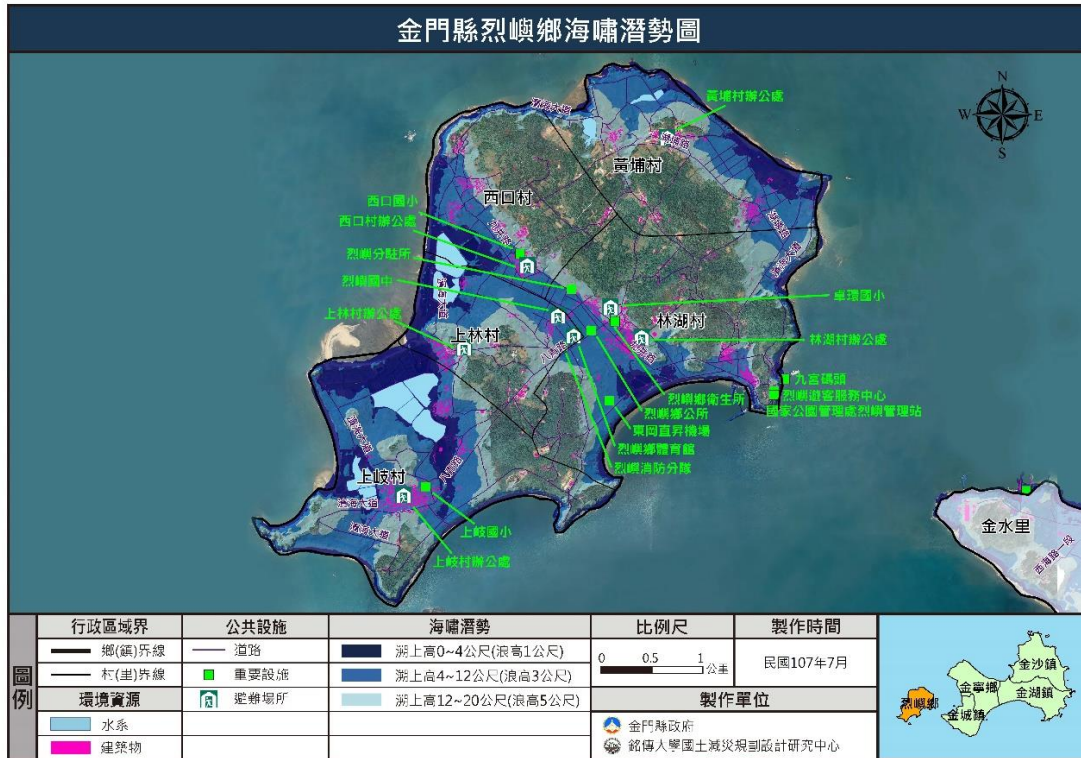 金門縣烈嶼鄉海嘯潛勢圖
N
W
E
S
黃埔村辦公處
黃埔村
西口村
西口國小
西口村辦公處
烈嶼分駐所
烈嶼國中
上林村辦公處
上林村
八青路
卓環國小
林湖村
林湖村辦公處
九宮碼頭
烈嶼遊客服務中心
國家公園管理處烈嶼管理站
烈嶼鄉衛生所
烈嶼鄉公所
東岡直昇機場
烈嶼鄉體育館
烈嶼消防分隊
上岐村
八青路
上岐國小
上岐村辦公處
金水里
西海路一段
圖例
行政區域界
公共設施
海嘯潛勢
比例尺
製作時間
鄉(鎮)界線
道路
溯上高0~4公尺(浪高1公尺)
0 0.5 1公里
民國107年7月
村(里)界線
重要設施
溯上高4~12公尺(浪高3公尺)
環境資源
避難場所
溯上高12~20公尺(浪高5公尺)
製作單位
水系
金門縣政府
建築物
銘傳大學國土減災規劃設計研究中心
金沙鎮
金寧鄉
金湖鎮
烈嶼鄉
金城鎮